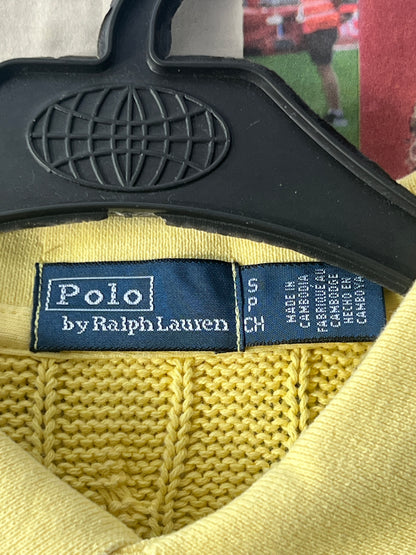 Polo
by Ralph Lauren
S
P
CH
MADE IN
CAMBODIA
FABRIQUE AU
CAMBODGE
HECHO EN
CAMBOYA